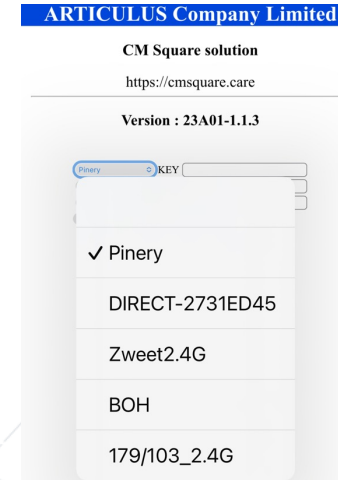 ARTICULUS Company Limited
CM Square solution
https://cmsquare.care
Version : 23A01-1.1.3
Pinery KEY
✓ Pinery
DIRECT-2731ED45
Zweet2.4G
BOH
179/103_2.4G